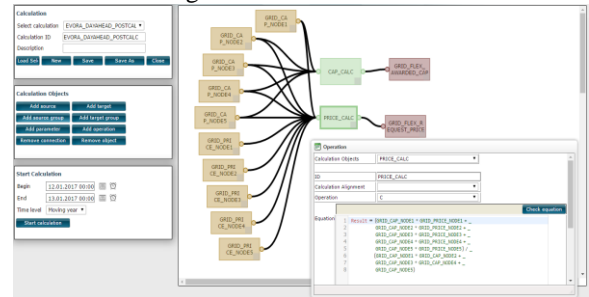 Calculation
Select calculation
EVORA_DAYAHEAD_POSTCAL
Calculation ID
EVORA_DAYAHEAD_POSTCALC
Description
Load Sel
New
Save
Save As
Close
Calculation Objects
Add source
Add target
Add source group
Add target group
Add parameter
Add operation
Remove connection
Remove object
Start Calculation
Begin
12.01.2017 00:00
End
13.01.2017 00:00
Time level
Moving year
Start calculation
GRID_CA
P_NODE1
GRID_CA
P_NODE2
GRID_CA
P_NODE3
GRID_CA
P_NODE4
GRID_CA
P_NODE5
GRID_PRI
CE_NODE1
GRID_PRI
CE_NODE2
GRID_PRI
CE_NODE3
GRID_PRI
CE_NODE4
GRID_PRI
CE_NODE5
CAP_CALC
PRICE_CALC
GRID_FLEX_
AWARDED_CAP
GRID_FLEX_R
EQUEST_PRICE
Operation
Calculation Objects
PRICE_CALC
ID
PRICE_CALC
Calculation Alignment
Operation
C
Check equation
Equation
1 Result = [GRID_CAP_NODE1 * GRID_PRICE_NODE1 + _
2 GRID_CAP_NODE2 * GRID_PRICE_NODE2 + _
3 GRID_CAP_NODE3 * GRID_PRICE_NODE3 + _
4 GRID_CAP_NODE4 * GRID_PRICE_NODE4 + _
5 GRID_CAP_NODE5 * GRID_PRICE_NODE5] / _
6
7
8 GRID_CAP_NODE5]